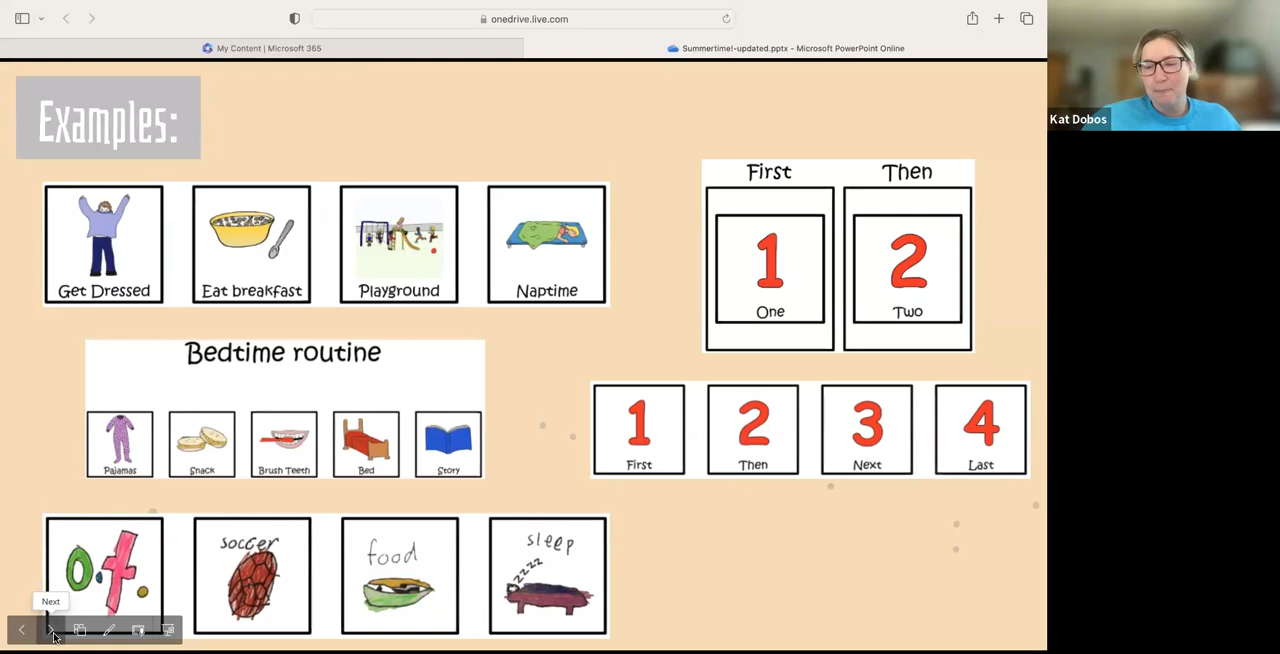 onedrive.live.com
My Content | Microsoft 365
Summertime!-updated.pptx - Microsoft PowerPoint Online
Kat Dobos
Examples:
Get Dressed
Eat breakfast
Playground
Naptime
First
Then
1
2
One
Two
Bedtime routine
Pajamas
Snack
Brush Teeth
Bed
Story
1
2
3
4
First
Then
Next
Last
o.t.
soccer
food
sleep
zzzz
Next